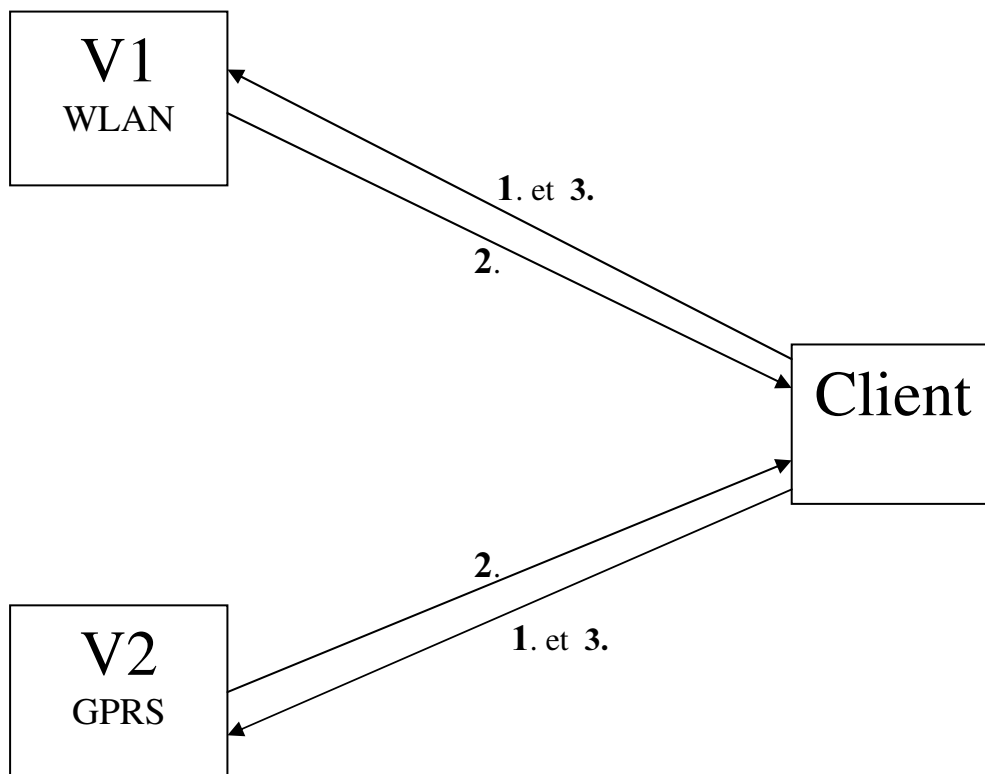 V1
WLAN
1. et 3.
2.
Client
2.
1. et 3.
V2
GPRS